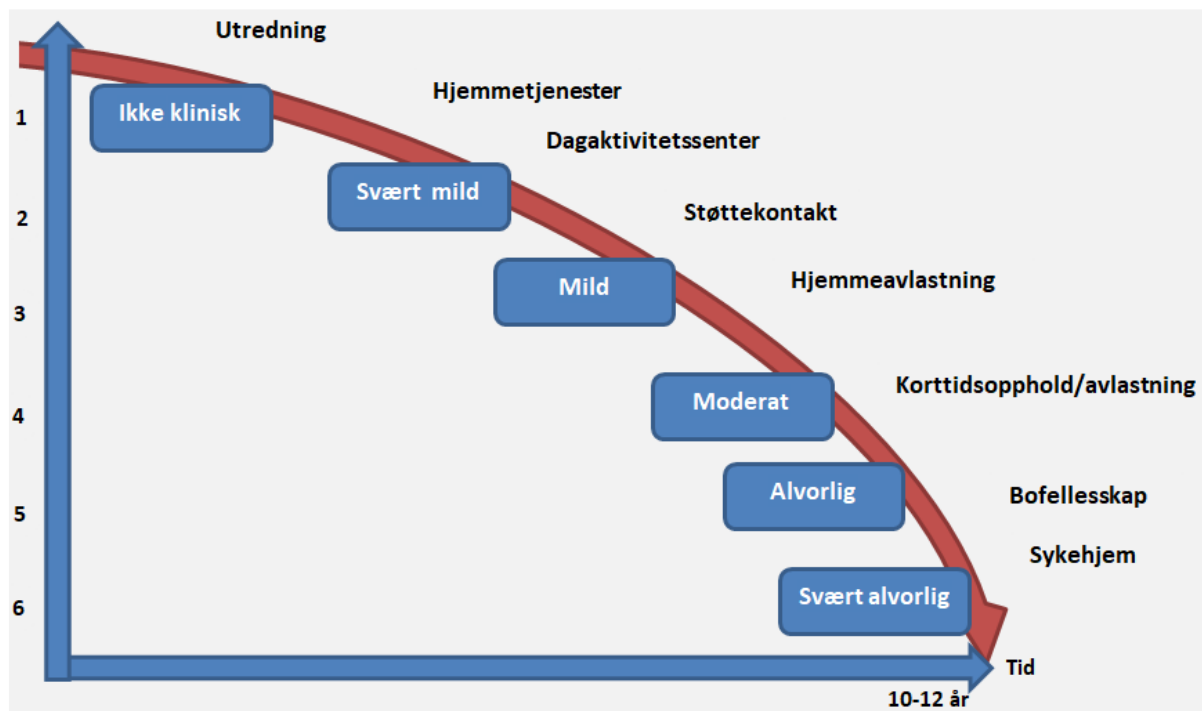 Utredning
Hjemmetjenester
1
Ikke klinisk
Dagaktivitetssenter
Svært mild
2
Støttekontakt
Mild
Hjemmeavlastning
3
Korttidsopphold/avlastning
Moderat
4
Alvorlig
Bofellesskap
5
Sykehjem
Svært alvorlig
6
Tid
10-12 år